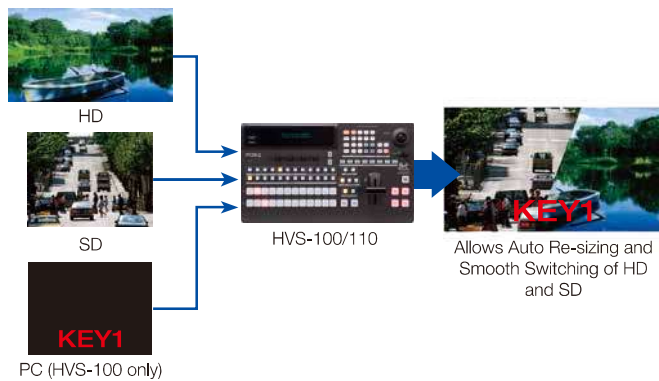 HD
SD
KEY1
PC (HVS-100 only)
HVS-100/110
KEY1
Allows Auto Re-sizing and
Smooth Switching of HD
and SD